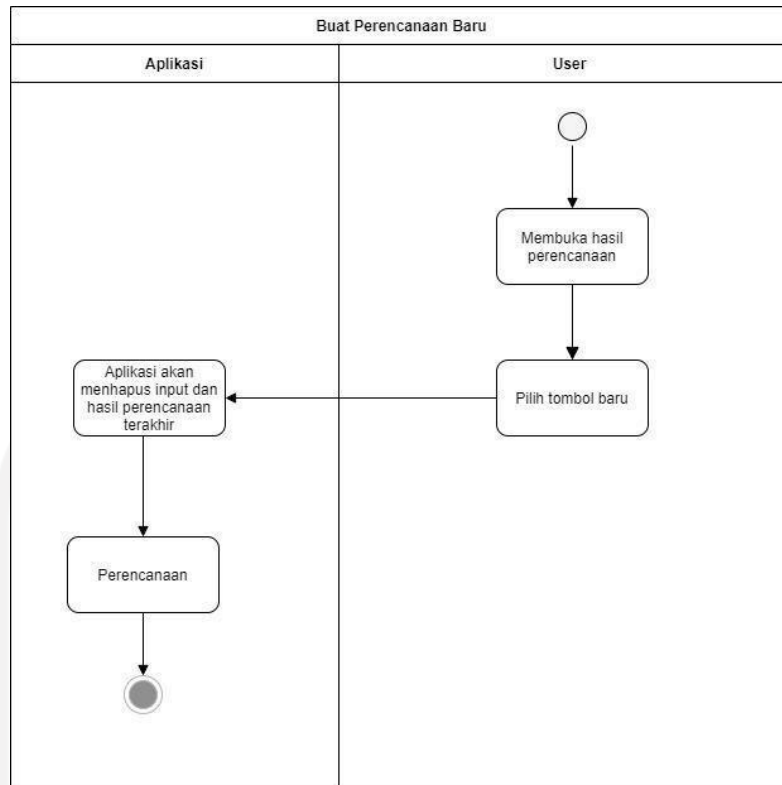 Buat Perencanaan Baru
Aplikasi
User
Membuka hasil
perencanaan
Pilih tombol baru
Aplikasi akan
menhapus input dan
hasil perencanaan
terakhir
Perencanaan